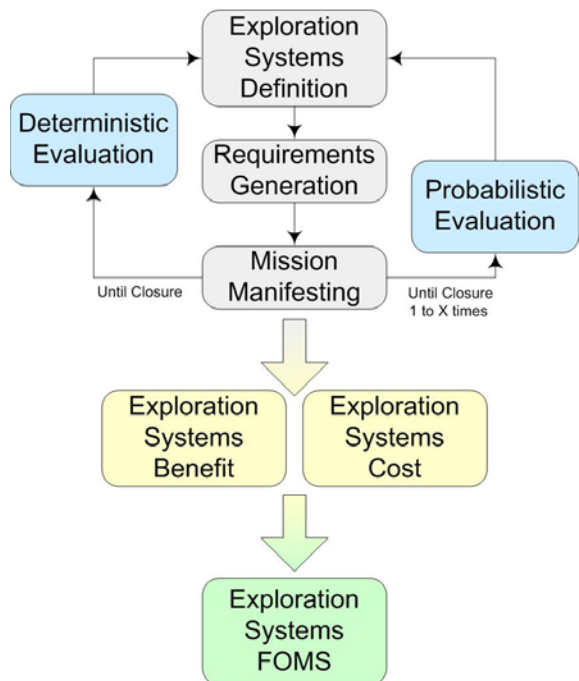 Exploration
Systems
Definition
Deterministic
Evaluation
Requirements
Generation
Probabilistic
Evaluation
Mission
Manifesting
Until Closure
Until Closure
1 to X times
Exploration
Systems
Benefit
Exploration
Systems
Cost
Exploration
Systems
FOMS